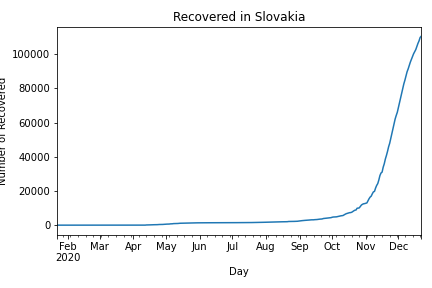 Recovered in Slovakia
100000
80000
60000
40000
20000
0
Number of Recovered
Feb Mar Apr May Jun Jul Aug Sep Oct Nov Dec
2020
Day